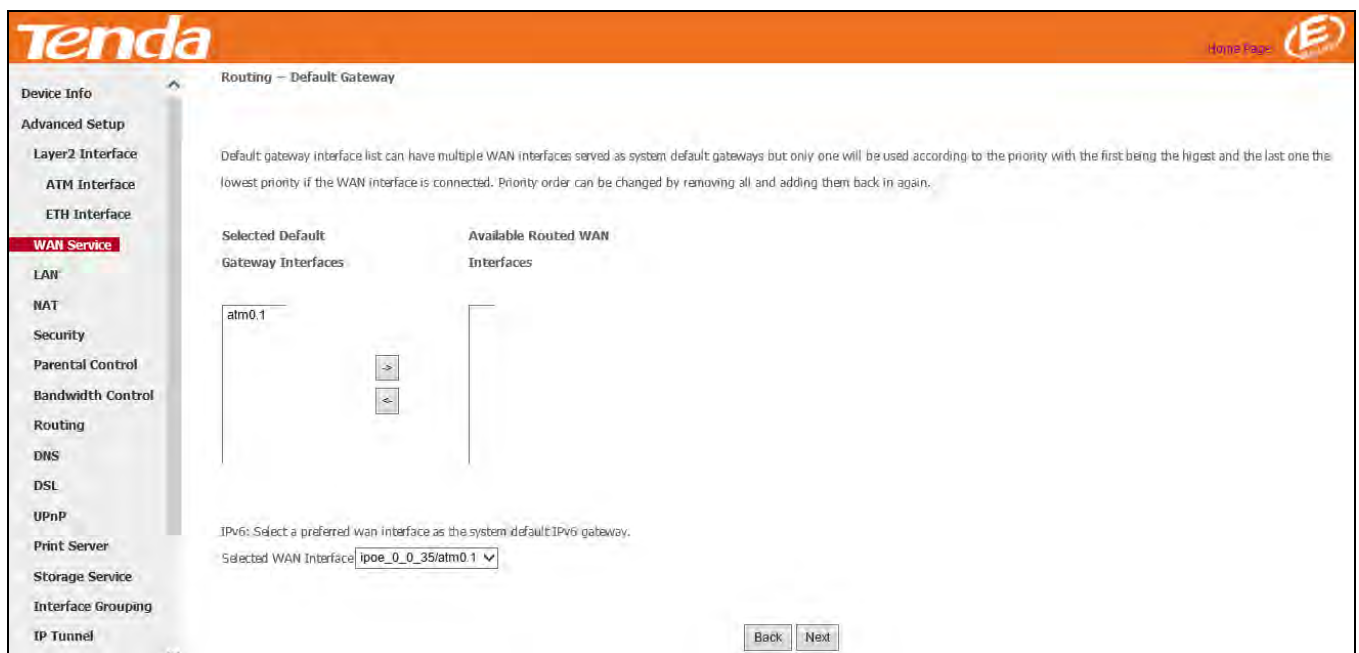 Tenda
Home Page
Device Info
Advanced Setup
Layer2 Interface
ATM Interface
ETH Interface
WAN Service
LAN
NAT
Security
Parental Control
Bandwidth Control
Routing
DNS
DSL
UPnP
Print Server
Storage Service
Interface Grouping
IP Tunnel
Routing -- Default Gateway
Default gateway interface list can have multiple WAN interfaces served as system default gateways but only one will be used according to the priority with the first being the higest and the last one the
lowest priority if the WAN interface is connected. Priority order can be changed by removing all and adding them back in again.
Selected Default
Gateway Interfaces
Available Routed WAN
Interfaces
atm0.1
->
<-
IPv6: Select a preferred wan interface as the system default IPv6 gateway.
Selected WAN Interface ipoe_0_0_35/atm0.1
Back Next